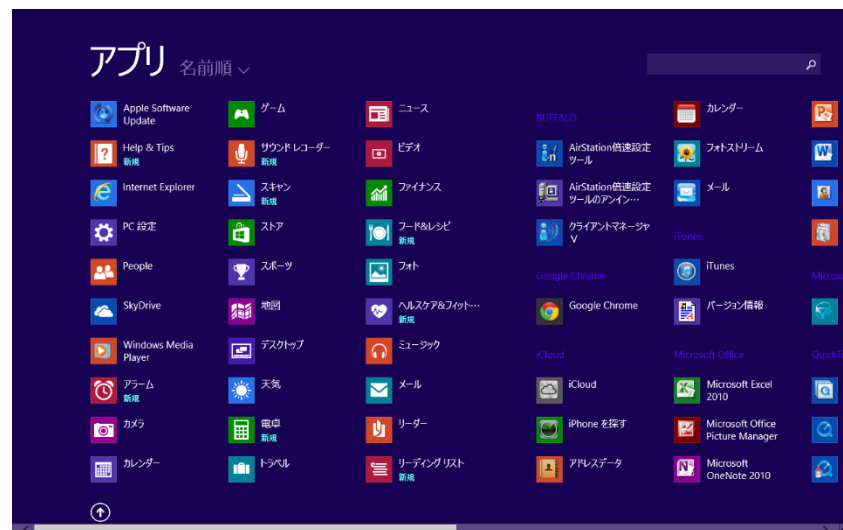 アプリ 名前順
Apple Software
Update
Help & Tips
新規
Internet Explorer
PC 設定
People
SkyDrive
Windows Media
Player
アラーム
新規
カメラ
カレンダー
ゲーム
サウンド レコーダー
新規
スキャン
新規
ストア
スポーツ
地図
デスクトップ
天気
電卓
新規
トラベル
ニュース
ビデオ
ファイナンス
フード&レシピ
新規
フォト
ヘルスケア&フィット…
新規
ミュージック
メール
リーダー
リーディング リスト
新規
BUFFALO
AirStation倍速設定
ツール
AirStation倍速設定
ツールのアンイン…
クライアントマネージャ
V
Google Chrome
Google Chrome
iCloud
iCloud
iPhone を探す
アドレスデータ
カレンダー
フォトストリーム
メール
iTunes
iTunes
バージョン情報
Microsoft Office
Microsoft Excel
2010
Microsoft Office
Picture Manager
Microsoft
OneNote 2010
Micros
QuickT